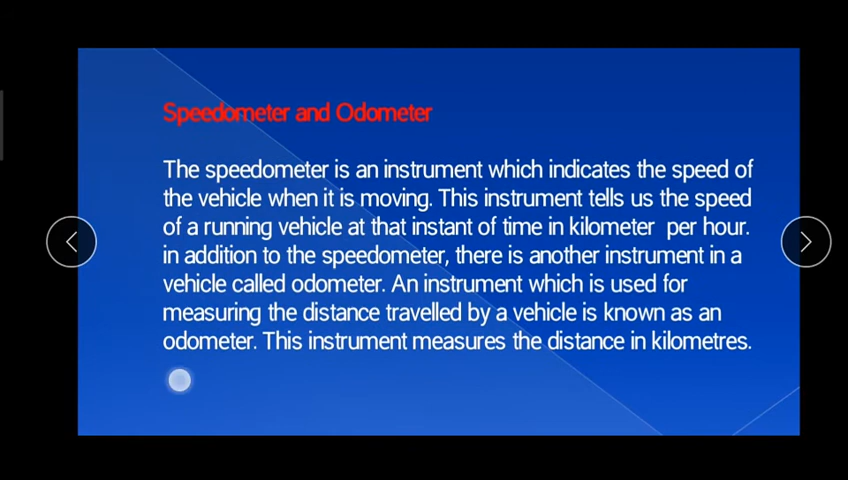 Speedometer and Odometer
The speedometer is an instrument which indicates the speed of
the vehicle when it is moving. This instrument tells us the speed
of a running vehicle at that instant of time in kilometer  per hour.
in addition to the speedometer, there is another instrument in a
vehicle called odometer. An instrument which is used for
measuring the distance travelled by a vehicle is known as an
odometer. This instrument measures the distance in kilometres.